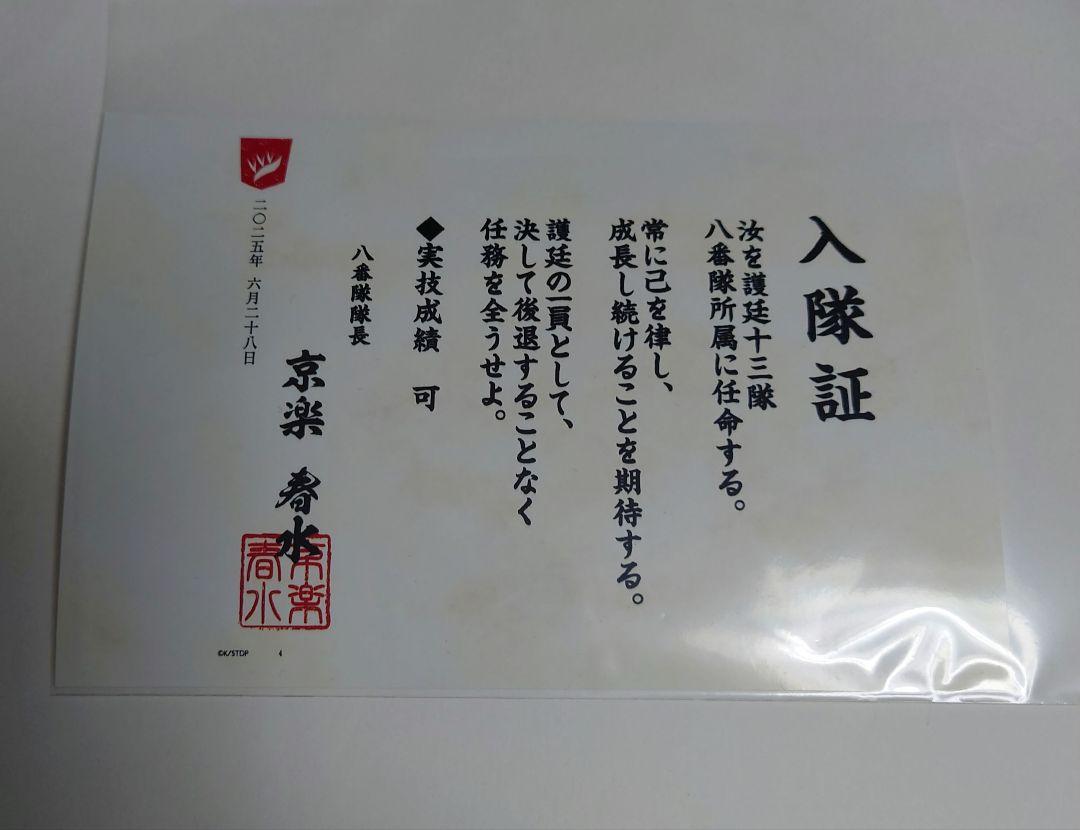 入隊証
汝を護廷十三隊
八番隊所属に任命する。
常に己を律し、
成長し続けることを期待する。
護廷の一員として、
決して後退することなく
任務を全うせよ。
◆実技成績 可
八番隊隊長
京楽 春水
京楽
春水
二〇二五年 六月二十八日
©K/STDP